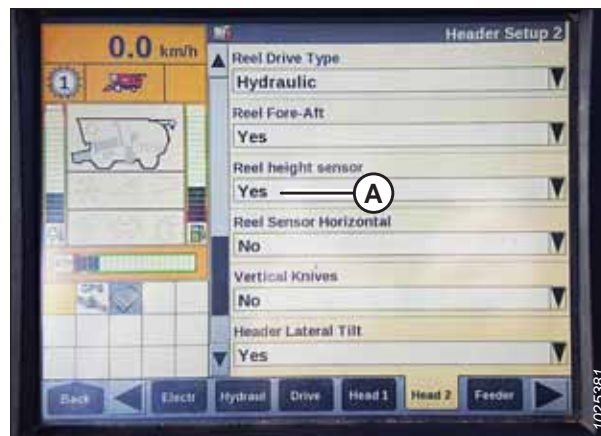 0.0 km/h
Header Setup 2
1
Reel Drive Type
Hydraulic
Reel Fore-Aft
Yes
Reel height sensor
Yes
A
Reel Sensor Horizontal
No
Vertical Knives
No
Header Lateral Tilt
Yes
GPS
Back
Electr
Hydraul
Drive
Head 1
Head 2
Feeder
1025381